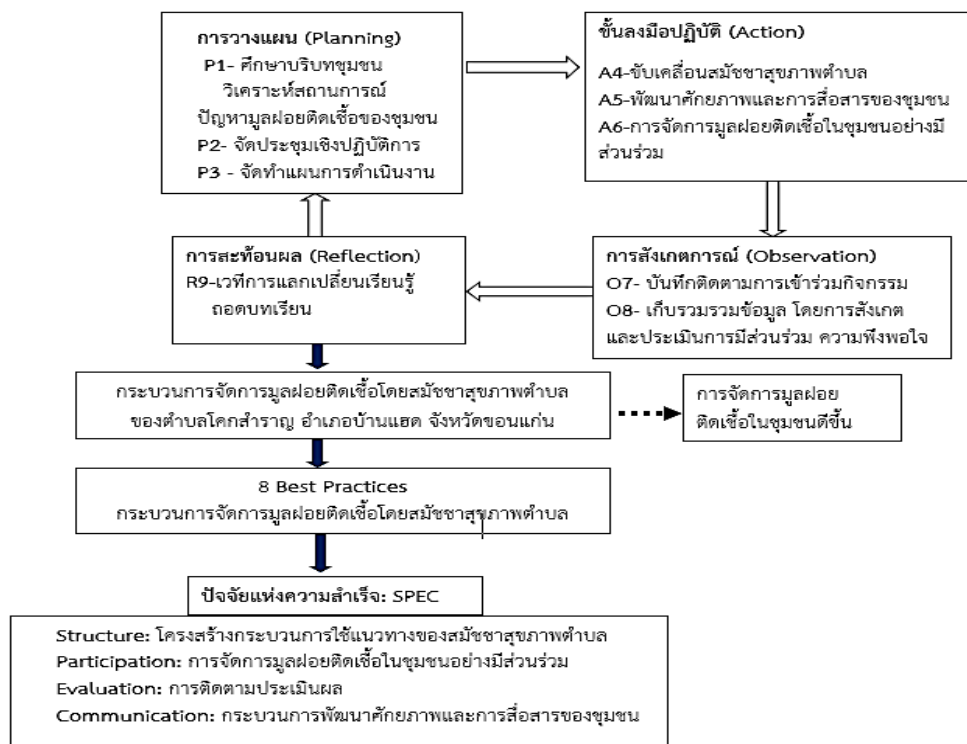 การวางแผน (Planning)
P1- ศึกษาบริบทชุมชน
วิเคราะห์สถานการณ์
ปัญหามูลฝอยติดเชื้อของชุมชน
P2- จัดประชุมเชิงปฏิบัติการ
P3 - จัดทำแผนการดำเนินงาน
ขั้นลงมือปฏิบัติ (Action)
A4-ขับเคลื่อนสมัชชาสุขภาพตำบล
A5-พัฒนาศักยภาพและการสื่อสารของชุมชน
A6-การจัดการมูลฝอยติดเชื้อในชุมชนอย่างมี
ส่วนร่วม
การสะท้อนผล (Reflection)
R9-เวทีการแลกเปลี่ยนเรียนรู้
ถอดบทเรียน
การสังเกตการณ์ (Observation)
O7- บันทึกติดตามการเข้าร่วมกิจกรรม
O8- เก็บรวมรวมข้อมูล โดยการสังเกต
และประเมินการมีส่วนร่วม ความพึงพอใจ
กระบวนการจัดการมูลฝอยติดเชื้อโดยสมัชชาสุขภาพตำบล
ของตำบลโคกสำราญ อำเภอบ้านแฮด จังหวัดขอนแก่น
การจัดการมูลฝอย
ติดเชื้อในชุมชนดีขึ้น
8 Best Practices
กระบวนการจัดการมูลฝอยติดเชื้อโดยสมัชชาสุขภาพตำบล
ปัจจัยแห่งความสำเร็จ: SPEC
Structure: โครงสร้างกระบวนการใช้แนวทางของสมัชชาสุขภาพตำบล
Participation: การจัดการมูลฝอยติดเชื้อในชุมชนอย่างมีส่วนร่วม
Evaluation: การติดตามประเมินผล
Communication: กระบวนการพัฒนาศักยภาพและการสื่อสารของชุมชน